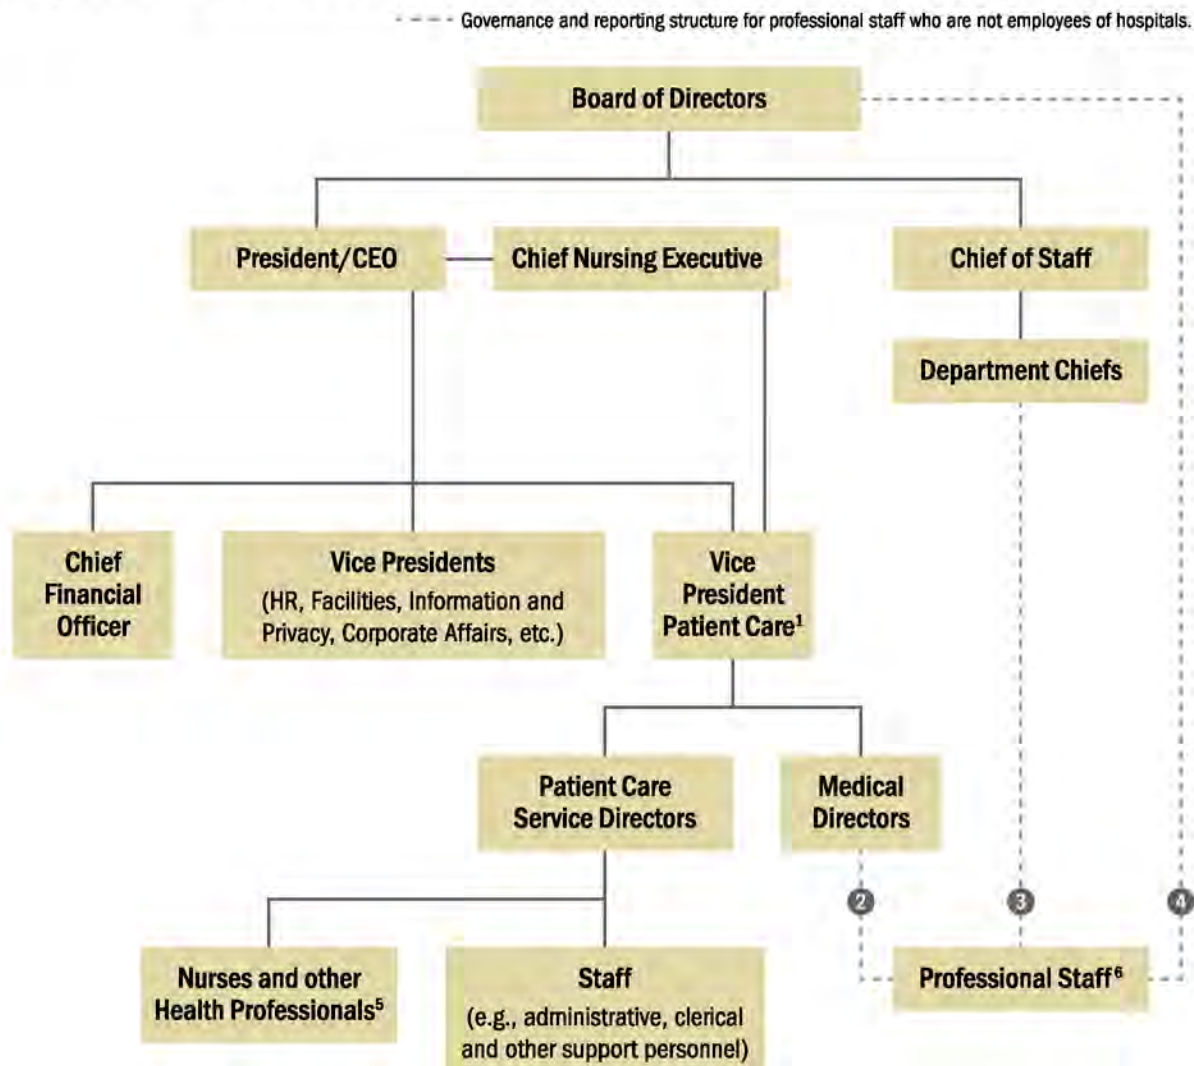 Governance and reporting structure for professional staff who are not employees of hospitals.
Board of Directors
President/CEO
Chief Nursing Executive
Chief of Staff
Department Chiefs
Chief
Financial
Officer
Vice Presidents
(HR, Facilities, Information and
Privacy, Corporate Affairs, etc.)
Vice
President
Patient Care¹
Patient Care
Service Directors
Medical
Directors
2
3
4
Nurses and other
Health Professionals⁵
Staff
(e.g., administrative, clerical
and other support personnel)
Professional Staff⁶